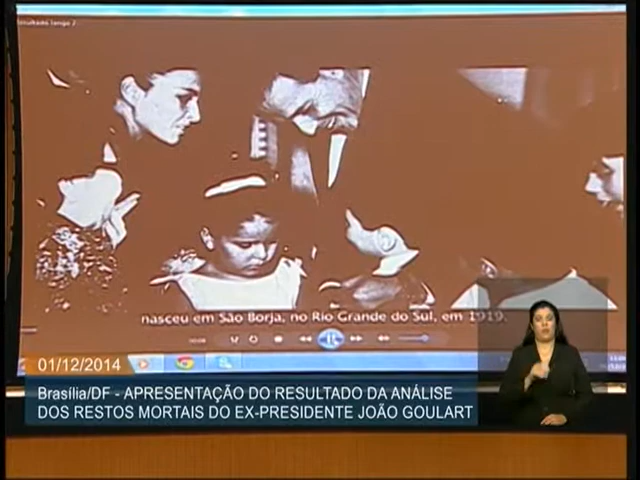 nasceu em São Borja, no Rio Grande do Sul, em 1919.
01/12/2014
Brasília/DF - APRESENTAÇÃO DO RESULTADO DA ANÁLISE
DOS RESTOS MORTAIS DO EX-PRESIDENTE JOÃO GOULART